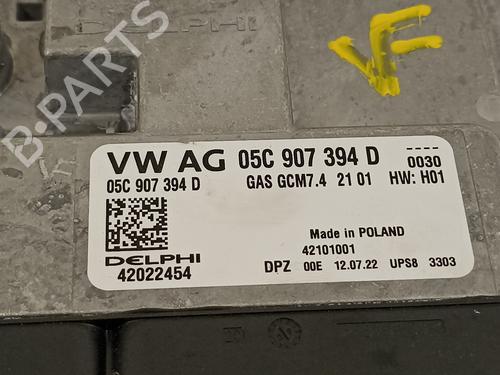 DELPHI
VF
B-PARTS
VW AG 05C 907 394 D
----
0030
05C 907 394 D GAS GCM7.4 21 01 HW: H01
Made in POLAND
DELPHI 42101001
42022454 DPZ 00E 12.07.22 UPS8 3303